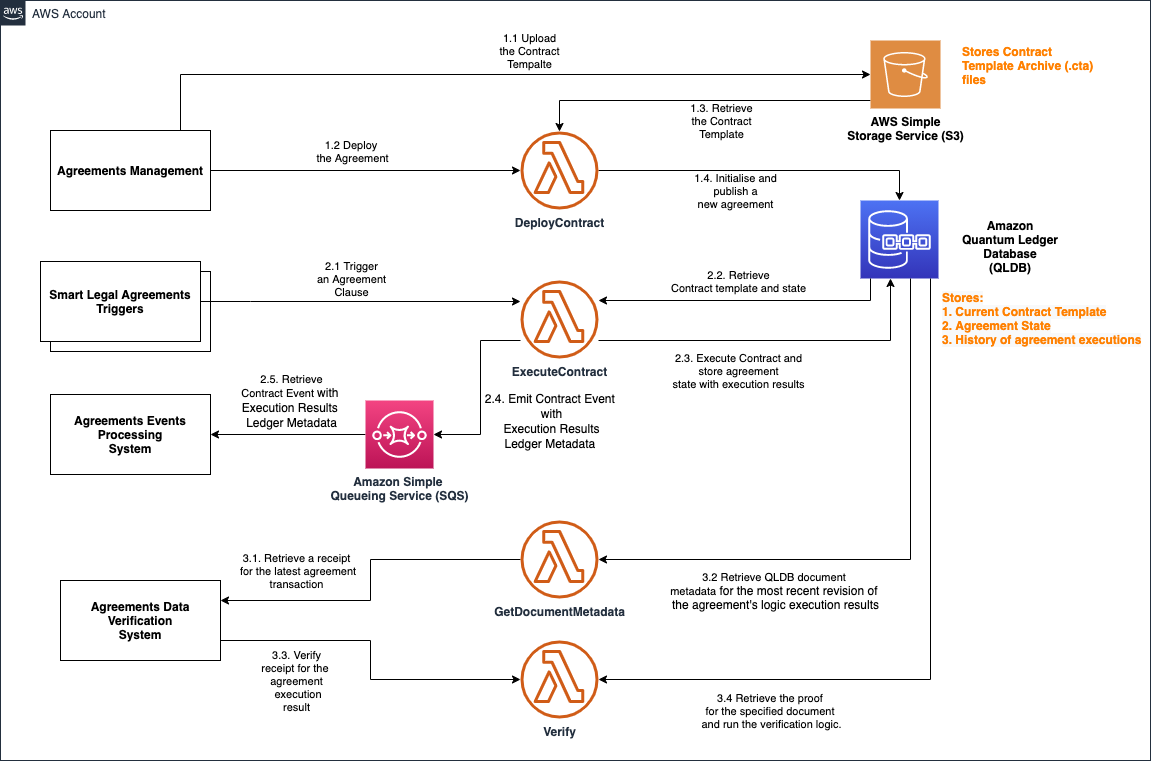 aws
AWS Account
1.1 Upload
the Contract
Tempalte
Stores Contract
Template Archive (.cta)
files
1.3. Retrieve
the Contract
Template
AWS Simple
Storage Service (S3)
Agreements Management
1.2 Deploy
the Agreement
DeployContract
1.4. Initialise and
publish a
new agreement
Amazon
Quantum Ledger
Database
(QLDB)
Smart Legal Agreements
Triggers
2.1 Trigger
an Agreement
Clause
ExecuteContract
2.2. Retrieve
Contract template and state
Stores:
1. Current Contract Template
2. Agreement State
3. History of agreement executions
2.3. Execute Contract and
store agreement
state with execution results
2.5. Retrieve
Contract Event with
Execution Results
Ledger Metadata
2.4. Emit Contract Event
with
Execution Results
Ledger Metadata
Agreements Events
Processing
System
Amazon Simple
Queueing Service (SQS)
3.1. Retrieve a receipt
for the latest agreement
transaction
GetDocumentMetadata
3.2 Retrieve QLDB document
metadata for the most recent revision of
the agreement's logic execution results
Agreements Data
Verification
System
3.3. Verify
receipt for the
agreement
execution
result
Verify
3.4 Retrieve the proof
for the specified document
and run the verification logic.